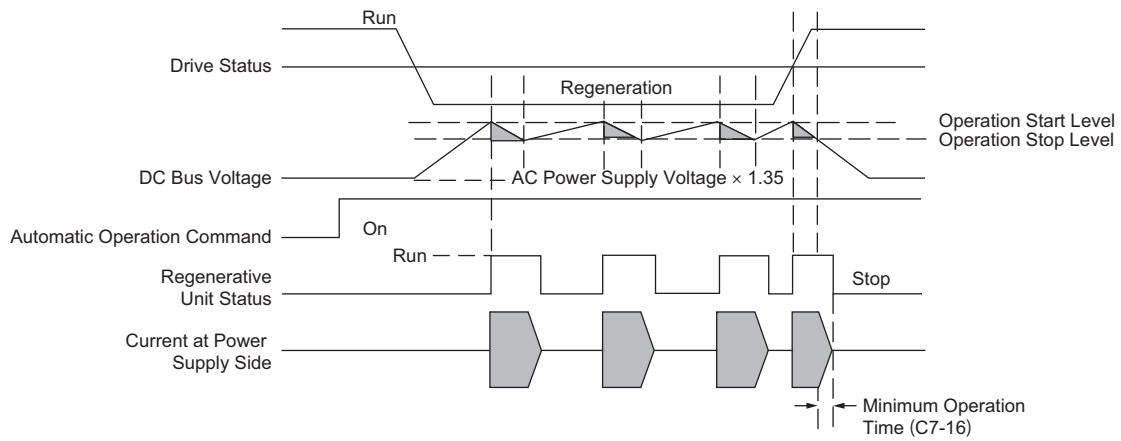 Run
Drive Status
Regeneration
Operation Start Level
Operation Stop Level
DC Bus Voltage
AC Power Supply Voltage × 1.35
Automatic Operation Command
On
Run
Regenerative
Unit Status
Stop
Current at Power
Supply Side
Minimum Operation
Time (C7-16)